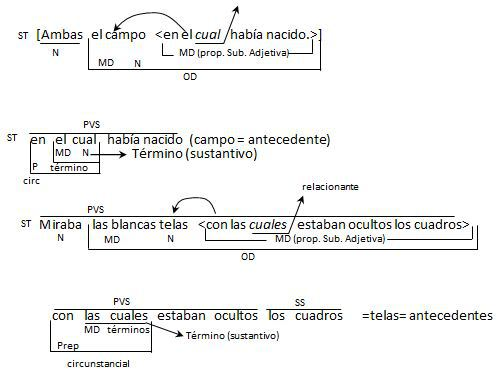 ST [Ambas el campo <en el cual había nacido.>]
N MD (prop. Sub. Adjetiva)
MD N
OD
PVS
ST en el cual había nacido (campo = antecedente)
MD N Término (sustantivo)
P término
circ
relacionante
PVS
ST Miraba las blancas telas <con las cuales estaban ocultos los cuadros>
N MD N MD (prop. Sub. Adjetiva)
OD
PVS SS
con las cuales estaban ocultos los cuadros =telas= antecedentes
MD términos Término (sustantivo)
Prep
circunstancial